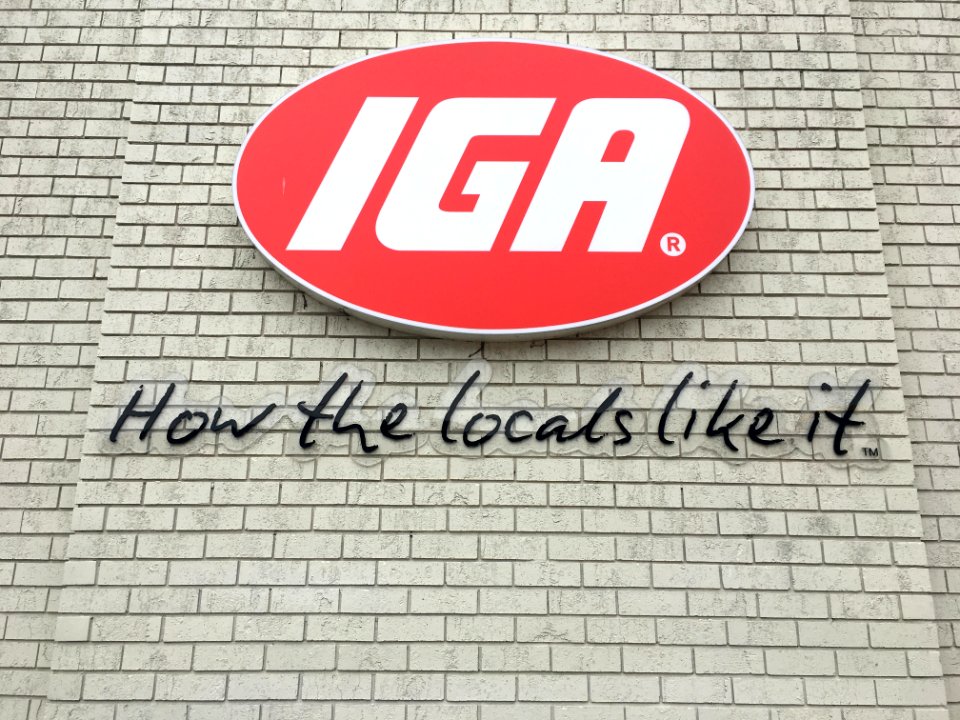 IGA®
How the locals like it™